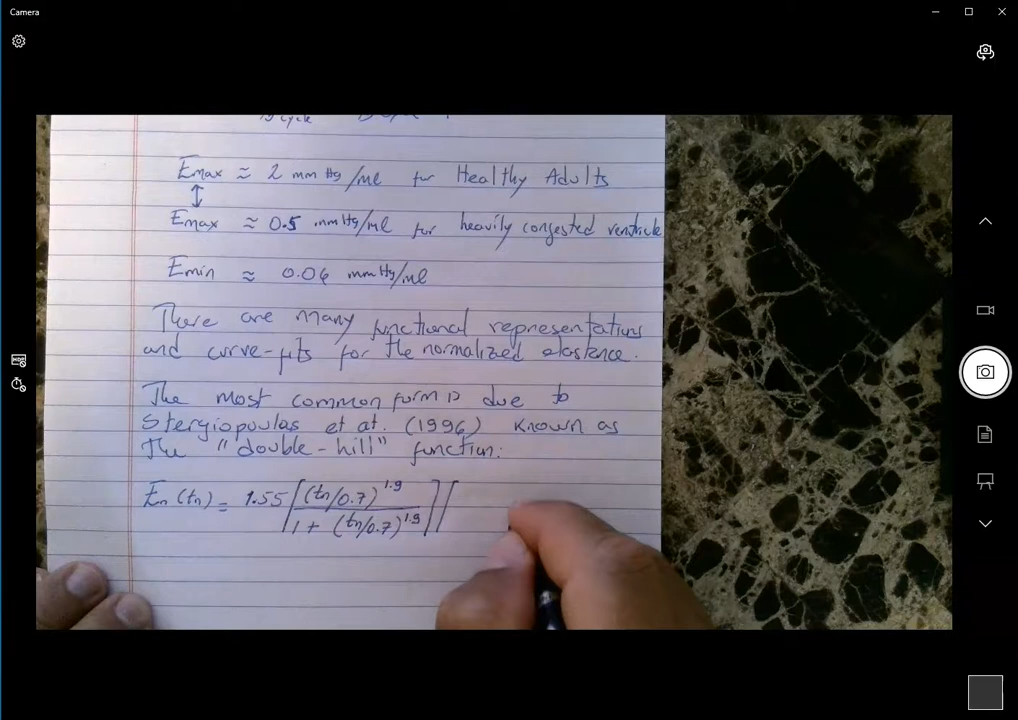 Camera
cycle
Emax ≈ 2 mmHg/ml for Healthy Adults
↕
Emax ≈ 0.5 mmHg/ml for heavily congested ventricle
Emin ≈ 0.06 mmHg/ml
There are many functional representations
and curve-fits for the normalized elastance.
The most common form is due to
Stergiopoulos et at. (1996) known as
The "double-hill" function:
En(tn) = 1.55 [(tn/0.7)^1.9 / 1 + (tn/0.7)^1.9] [